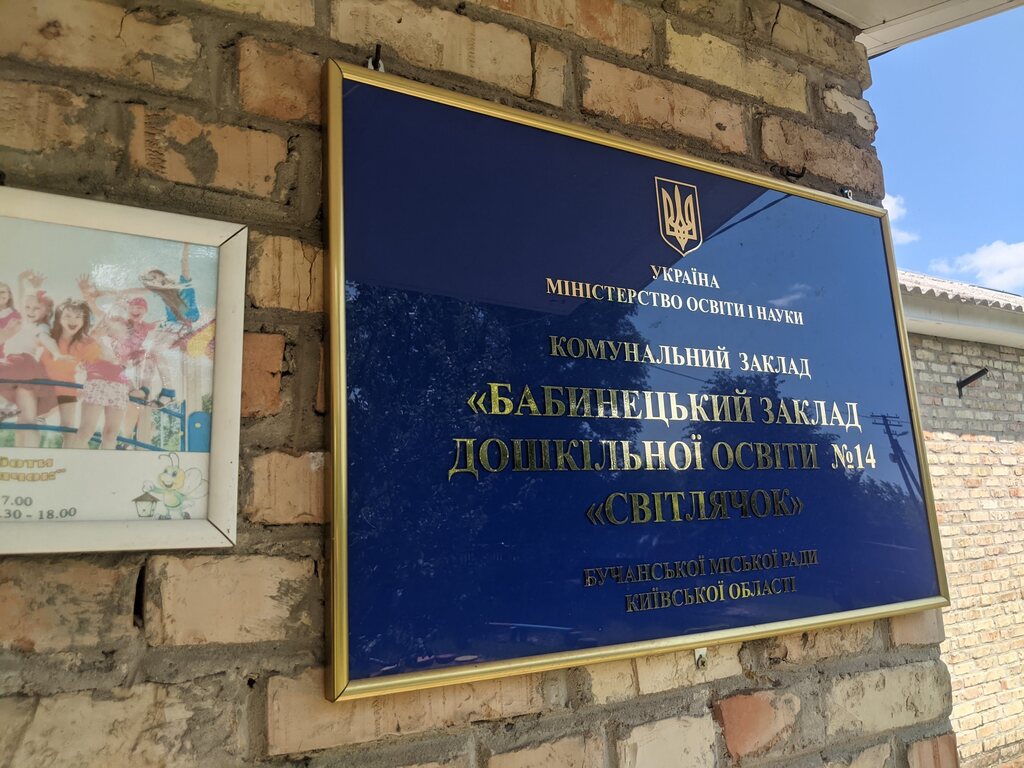 УКРАЇНА
МІНІСТЕРСТВО ОСВІТИ І НАУКИ
КОМУНАЛЬНИЙ ЗАКЛАД
«БАБИНЕЦЬКИЙ ЗАКЛАД
ДОШКІЛЬНОЇ ОСВІТИ №14
«СВІТЛЯЧОК»
БУЧАНСЬКОЇ МІСЬКОЇ РАДИ
КИЇВСЬКОЇ ОБЛАСТІ
7.00
.30 - 18.00